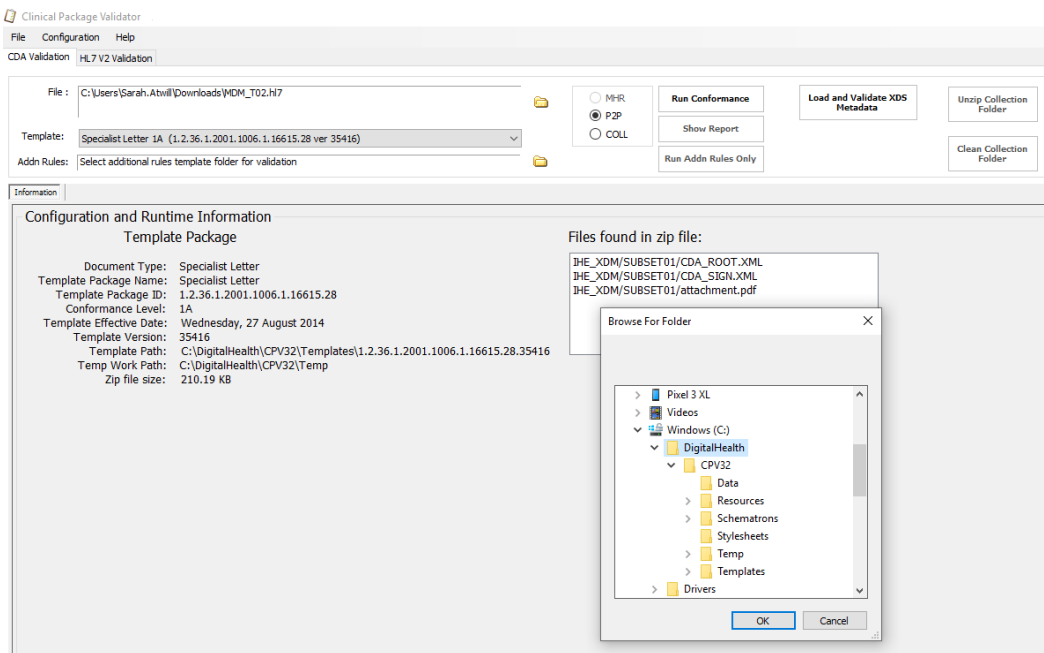 Clinical Package Validator
File Configuration Help
CDA Validation HL7 V2 Validation
File : C:\Users\Sarah.Atwill\Downloads\MDM_T02.hl7
MHR
P2P
COLL
Run Conformance
Show Report
Run Addn Rules Only
Load and Validate XDS
Metadata
Unzip Collection
Folder
Clean Collection
Folder
Template: Specialist Letter 1A (1.2.36.1.2001.1006.1.16615.28 ver 35416)
Addn Rules: Select additional rules template folder for validation
Information
Configuration and Runtime Information
Template Package
Document Type: Specialist Letter
Template Package Name: Specialist Letter
Template Package ID: 1.2.36.1.2001.1006.1.16615.28
Conformance Level: 1A
Template Effective Date: Wednesday, 27 August 2014
Template Version: 35416
Template Path: C:\DigitalHealth\CPV32\Templates\1.2.36.1.2001.1006.1.16615.28.35416
Temp Work Path: C:\DigitalHealth\CPV32\Temp
Zip file size: 210.19 KB
Files found in zip file:
IHE_XDM/SUBSET01/CDA_ROOT.XML
IHE_XDM/SUBSET01/CDA_SIGN.XML
IHE_XDM/SUBSET01/attachment.pdf
Browse For Folder
Pixel 3 XL
Videos
Windows (C:)
DigitalHealth
CPV32
Data
Resources
Schematrons
Stylesheets
Temp
Templates
Drivers
OK Cancel